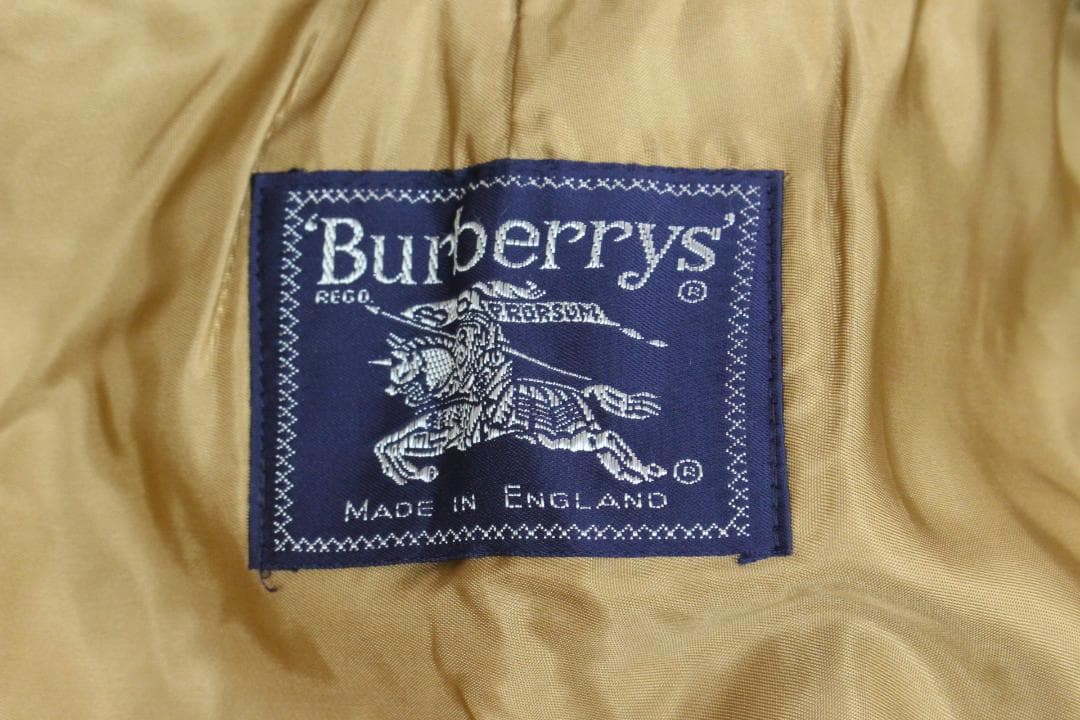 'Burberrys'
REGD. ®
PRORSUM
®
MADE IN ENGLAND